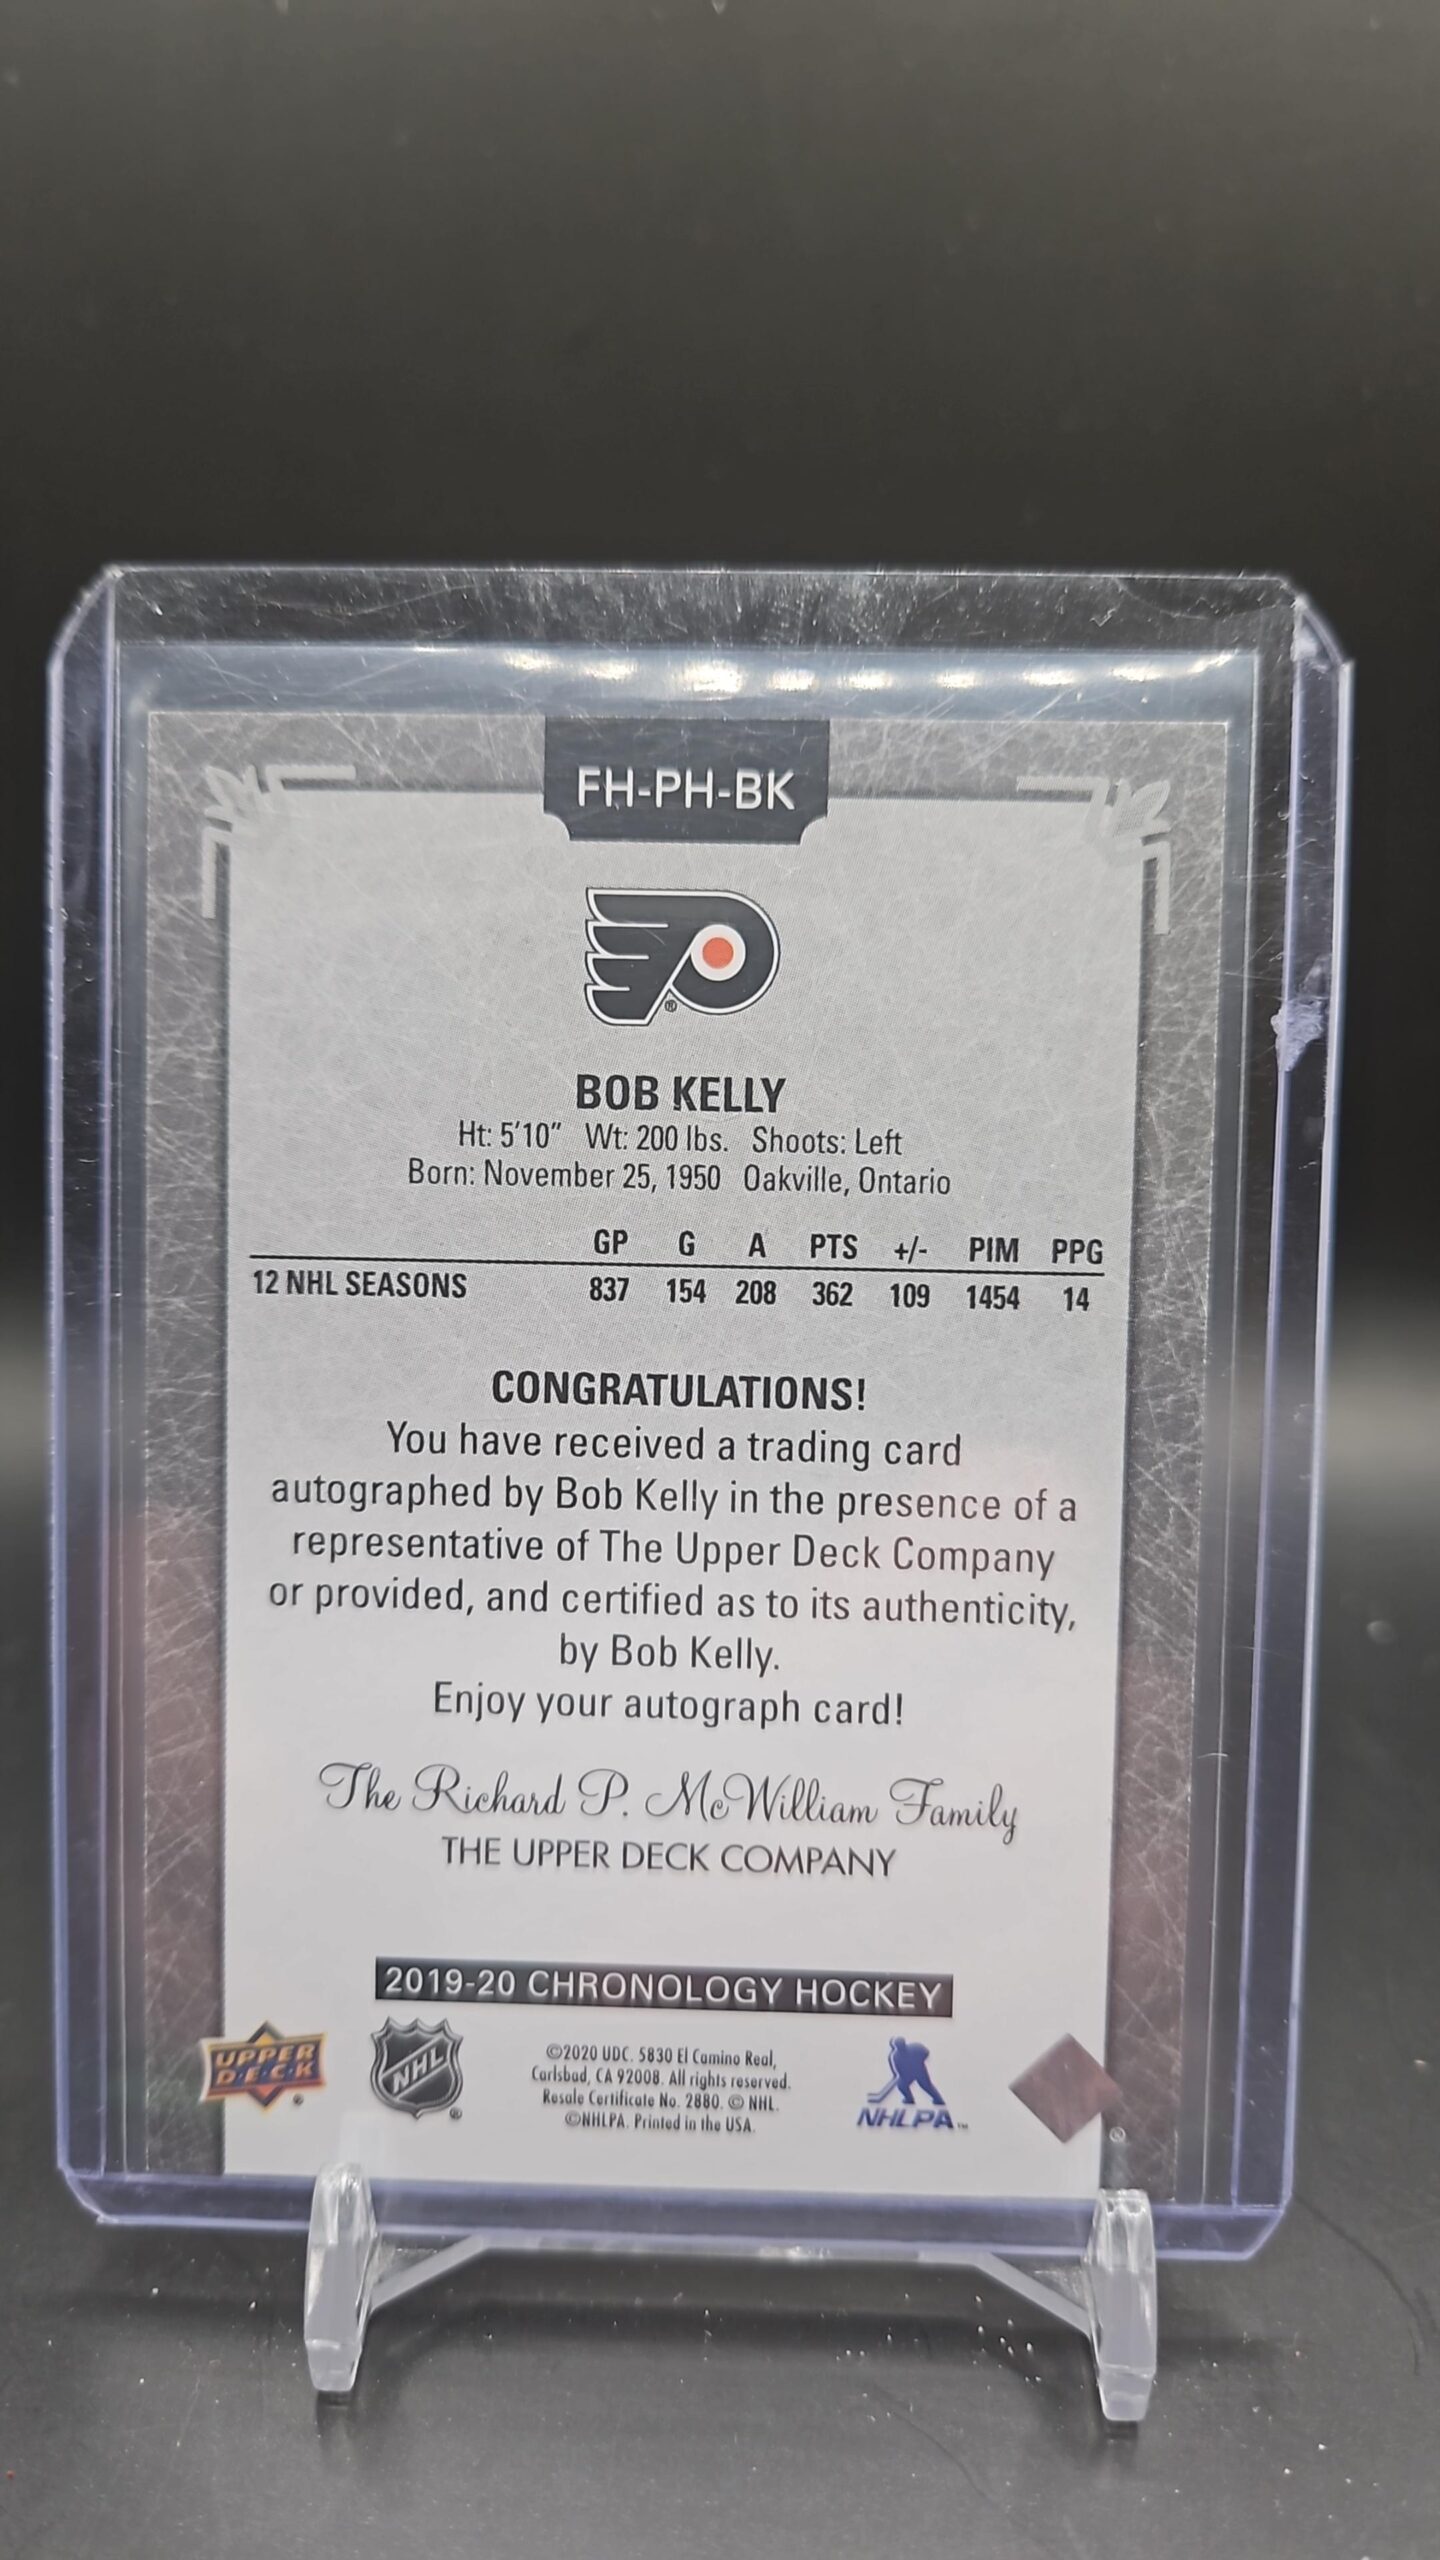 FH-PH-BK
BOB KELLY
Ht: 5'10" Wt: 200 lbs. Shoots: Left
Born: November 25, 1950 Oakville, Ontario
GP G A PTS +/- PIM PPG
12 NHL SEASONS 837 154 208 362 109 1454 14
CONGRATULATIONS!
You have received a trading card
autographed by Bob Kelly in the presence of a
representative of The Upper Deck Company
or provided, and certified as to its authenticity,
by Bob Kelly.
Enjoy your autograph card!
The Richard P. McWilliam Family
THE UPPER DECK COMPANY
2019-20 CHRONOLOGY HOCKEY
UPPER
D·E·C·K
NHL
©2020 UDC. 5830 El Camino Real,
Carlsbad, CA 92008. All rights reserved.
Resale Certificate No. 2880. © NHL.
©NHLPA. Printed in the USA.
NHLPA™